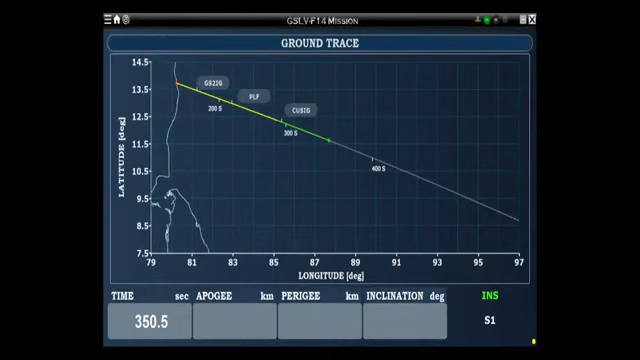 GSLV-F14 MISSION
GROUND TRACE
14.5
13.5
12.5
11.5
10.5
9.5
8.5
7.5
LATITUDE [deg]
GS2IG
PLF
CUSIG
200 S
300 S
400 S
79 81 83 85 87 89 91 93 95 97
LONGITUDE [deg]
TIME sec APOGEE km PERIGEE km INCLINATION deg INS
350.5 S1